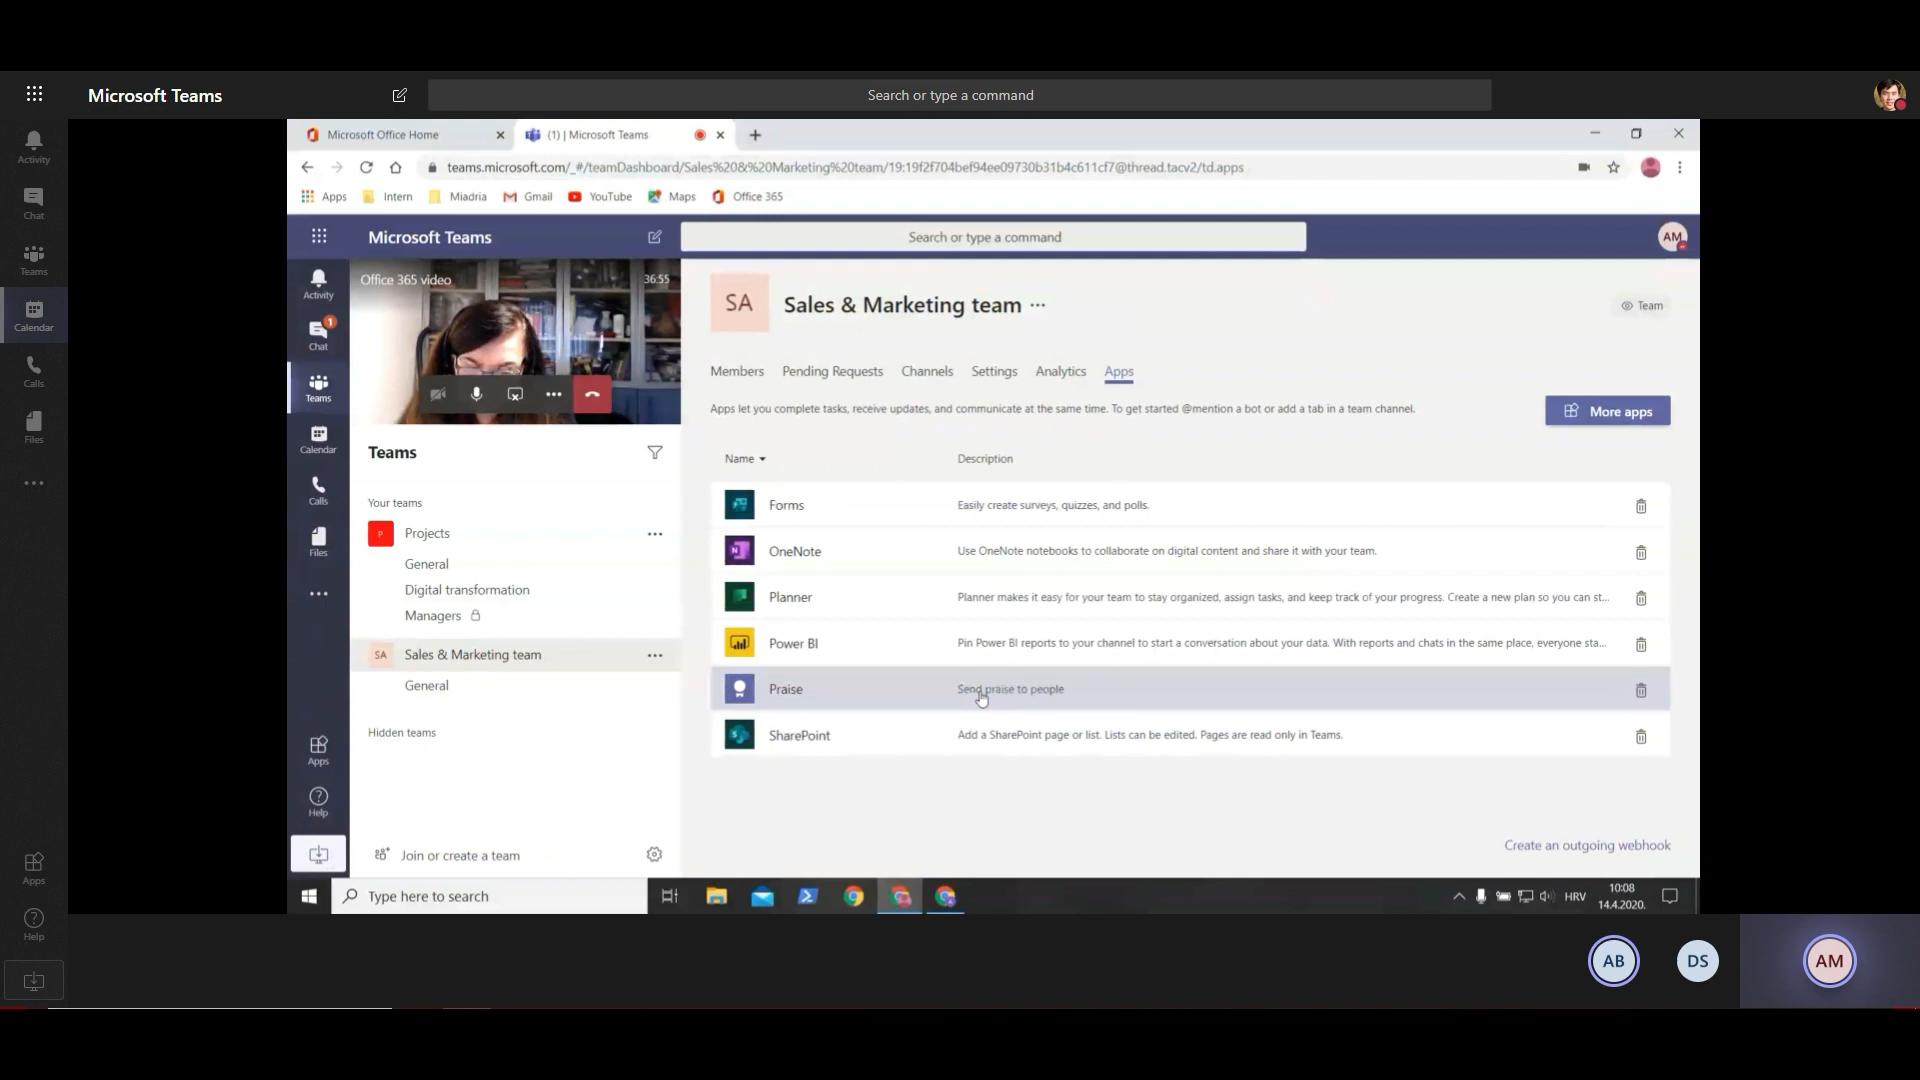 Microsoft Teams
Search or type a command
Activity
Chat
Teams
Calendar
Calls
Files
Apps
Help
Microsoft Office Home
(1) | Microsoft Teams
teams.microsoft.com/_#/teamDashboard/Sales%20&%20Marketing%20team/19:19f2f704bef94ee09730b31b4c611cf7@thread.tacv2/td.apps
Apps Intern Miadria Gmail YouTube Maps Office 365
Microsoft Teams
Search or type a command
AM
Activity
1
Chat
Teams
Calendar
Calls
Files
Apps
Help
Office 365 video 36:55
Teams
Your teams
P Projects
General
Digital transformation
Managers
SA Sales & Marketing team
General
Hidden teams
Join or create a team
SA Sales & Marketing team
Team
Members Pending Requests Channels Settings Analytics Apps
Apps let you complete tasks, receive updates, and communicate at the same time. To get started @mention a bot or add a tab in a team channel.
More apps
Name Description
Forms Easily create surveys, quizzes, and polls.
N OneNote Use OneNote notebooks to collaborate on digital content and share it with your team.
Planner Planner makes it easy for your team to stay organized, assign tasks, and keep track of your progress. Create a new plan so you can st...
Power BI Pin Power BI reports to your channel to start a conversation about your data. With reports and chats in the same place, everyone sta...
Praise Send praise to people
S SharePoint Add a SharePoint page or list. Lists can be edited. Pages are read only in Teams.
Create an outgoing webhook
Type here to search
HRV
10:08
14.4.2020.
AB DS AM